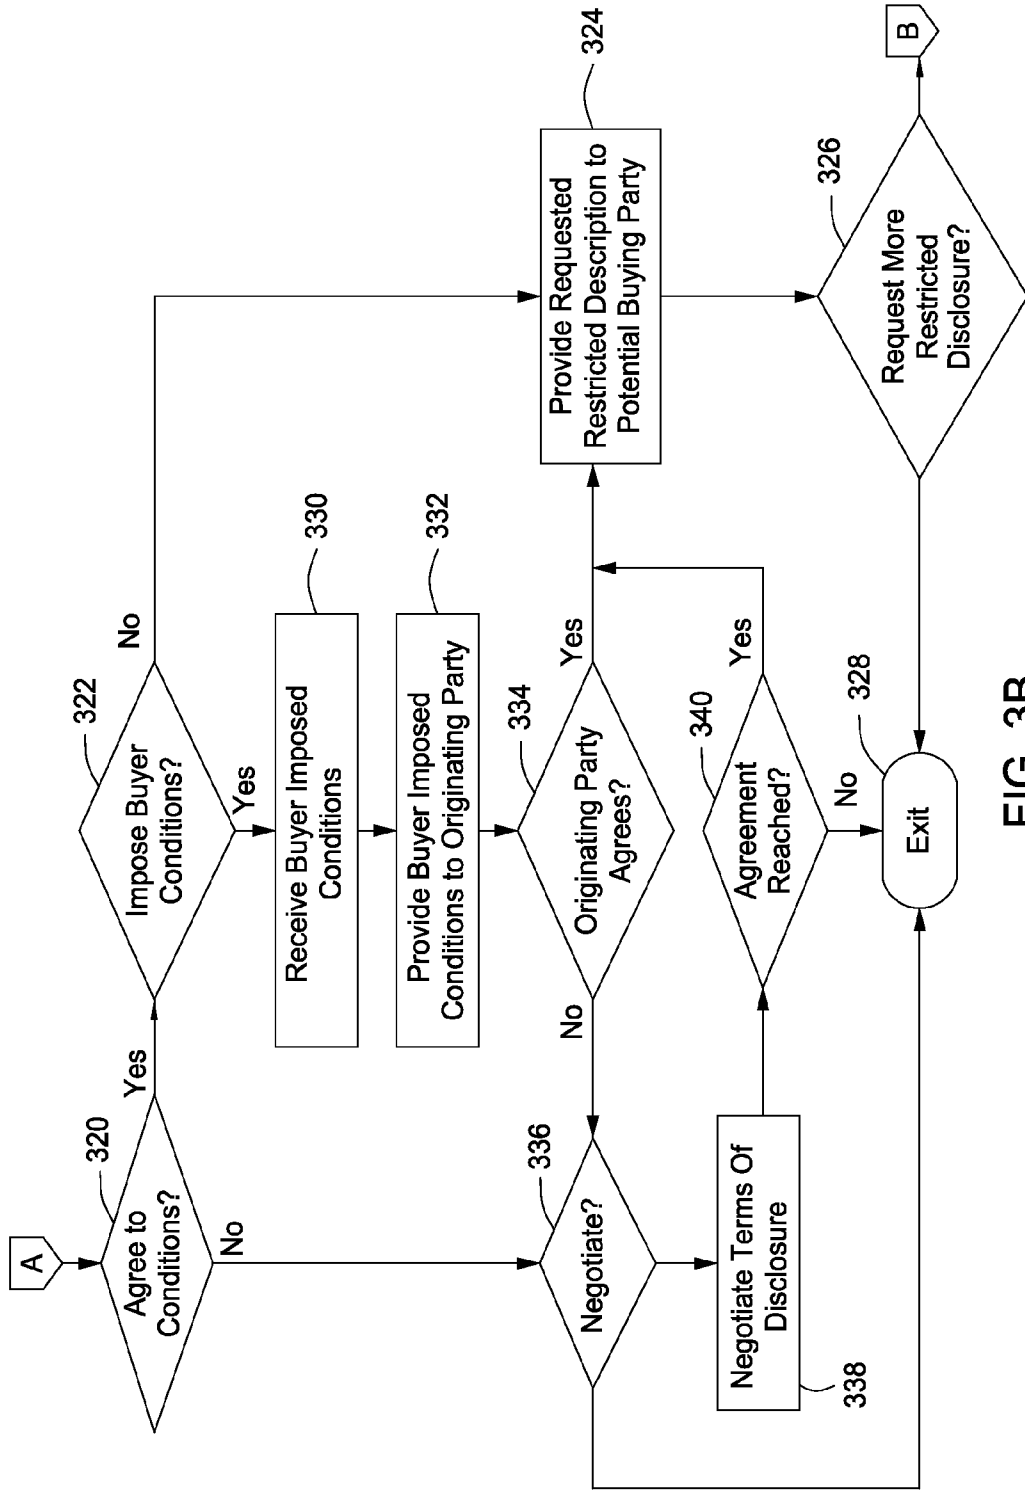 A
320
Agree to
Conditions?
Yes
No
322
Impose Buyer
Conditions?
No
Yes
330
Receive Buyer Imposed
Conditions
332
Provide Buyer Imposed
Conditions to Originating Party
334
Originating Party
Agrees?
Yes
No
324
Provide Requested
Restricted Description to
Potential Buying Party
336
Negotiate?
338
Negotiate Terms Of
Disclosure
340
Agreement
Reached?
Yes
No
328
Exit
326
Request More
Restricted
Disclosure?
B
FIG. 3B